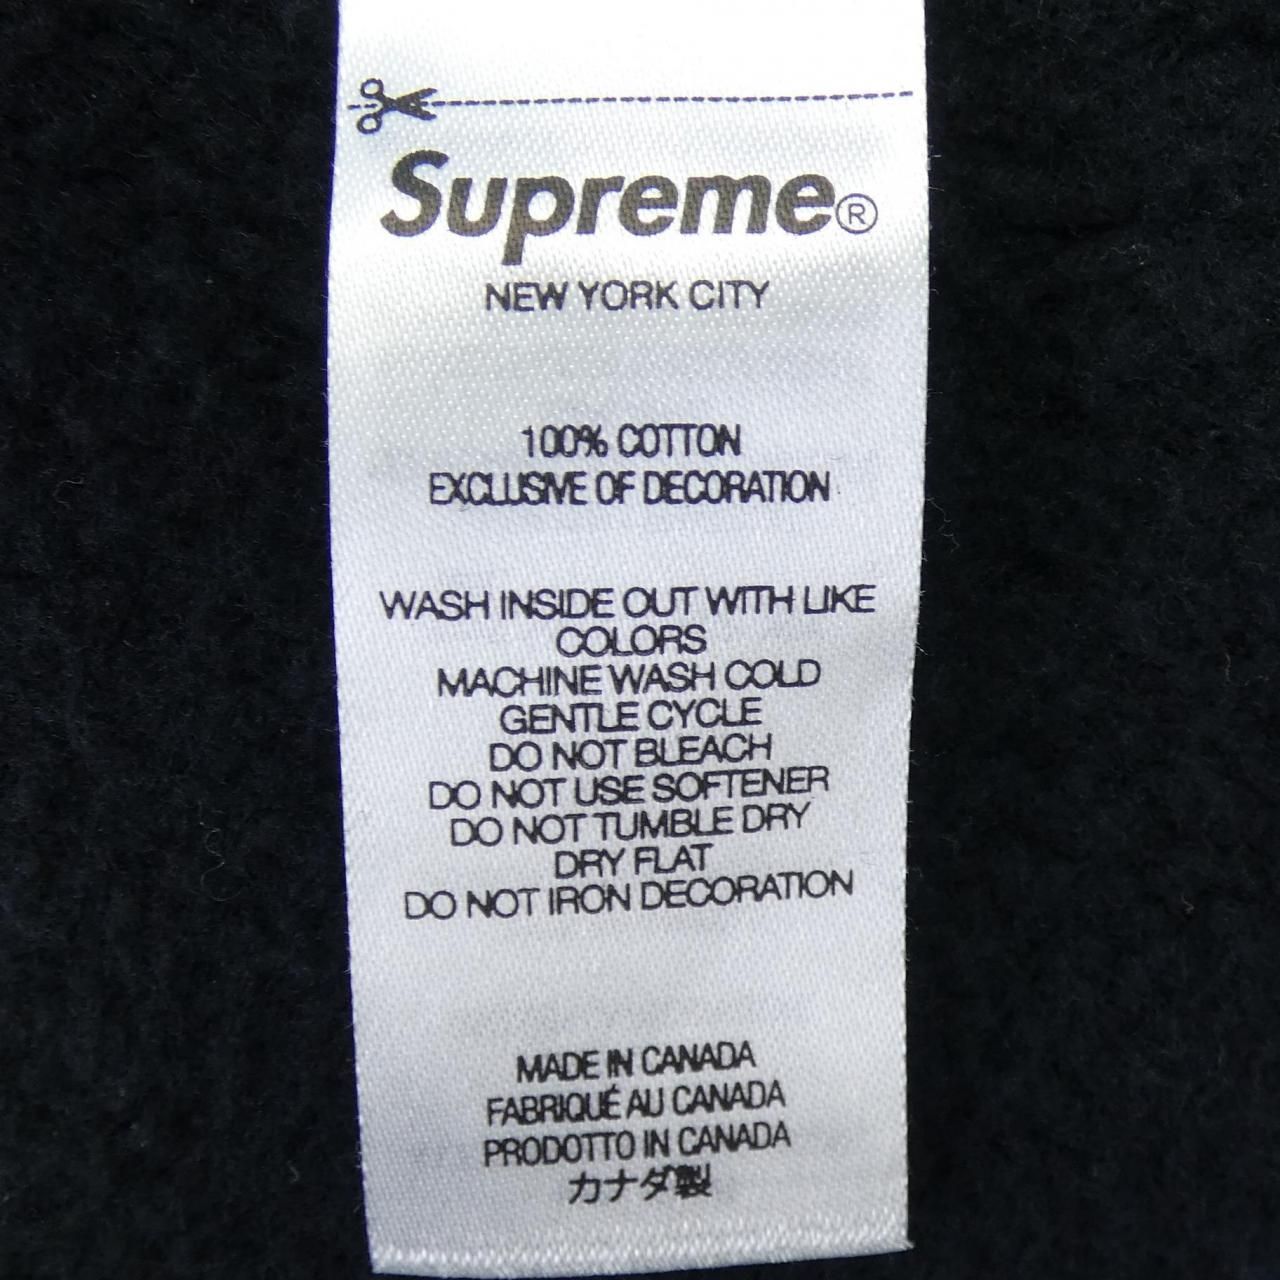 Supreme®
NEW YORK CITY
100% COTTON
EXCLUSIVE OF DECORATION
WASH INSIDE OUT WITH LIKE
COLORS
MACHINE WASH COLD
GENTLE CYCLE
DO NOT BLEACH
DO NOT USE SOFTENER
DO NOT TUMBLE DRY
DRY FLAT
DO NOT IRON DECORATION
MADE IN CANADA
FABRIQUÉ AU CANADA
PRODOTTO IN CANADA
カナダ製